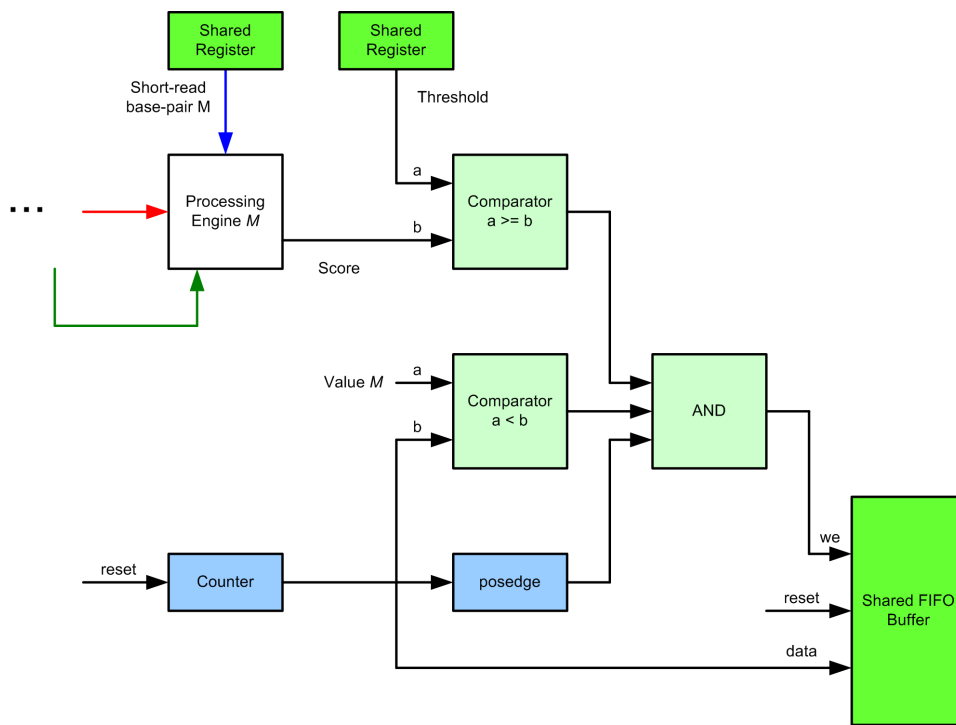 Shared
Register
Shared
Register
Short-read
base-pair M
Threshold
a
Processing
Engine M
Comparator
a >= b
...
b
Score
Value M
a
Comparator
a < b
AND
b
we
reset
Counter
posedge
reset
Shared FIFO
Buffer
data